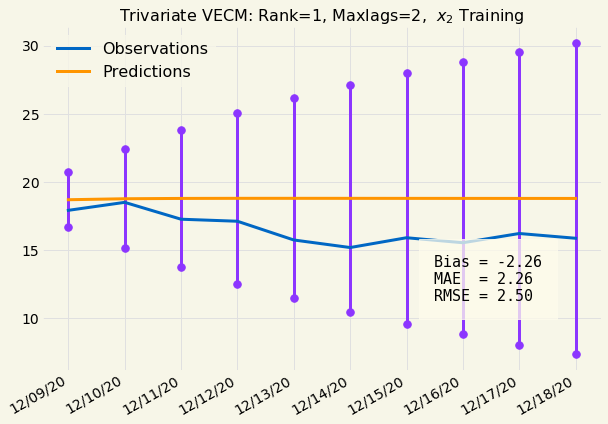 Trivariate VECM: Rank=1, Maxlags=2, x₂ Training
Observations
Predictions
30
25
20
15
10
Bias = -2.26
MAE  = 2.26
RMSE = 2.50
12/09/20
12/10/20
12/11/20
12/12/20
12/13/20
12/14/20
12/15/20
12/16/20
12/17/20
12/18/20